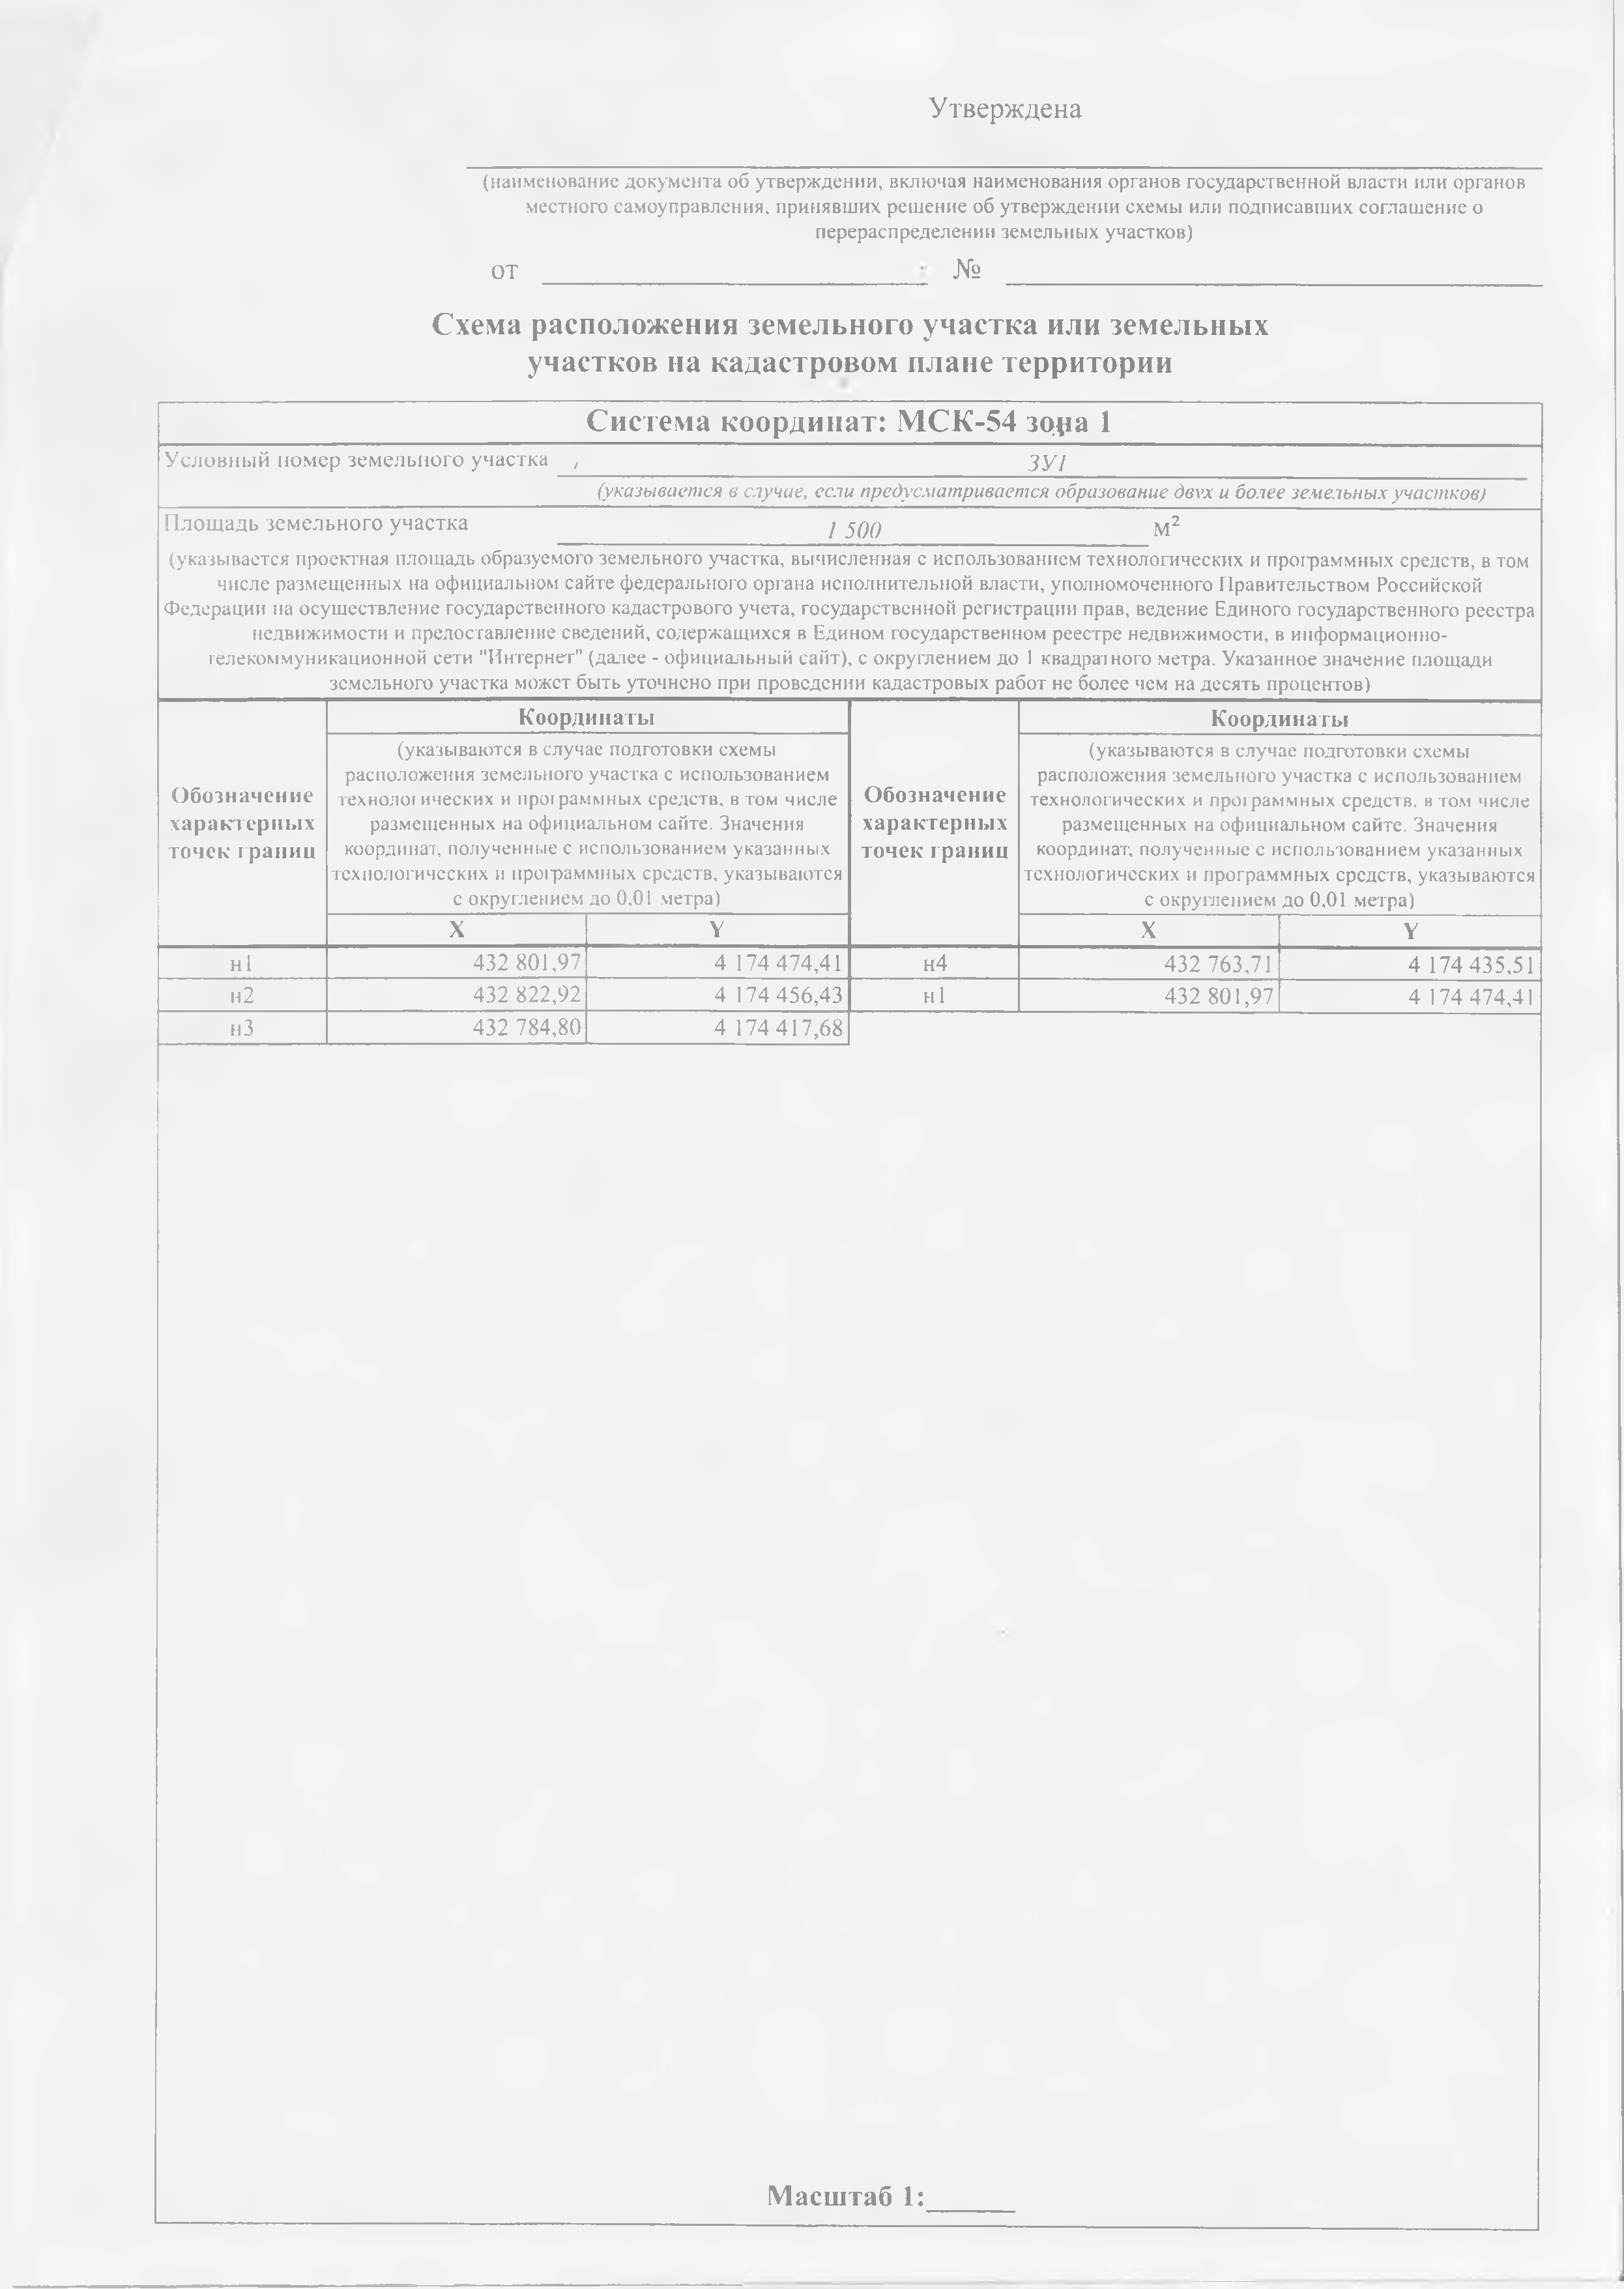 Утверждена
(наименование документа об утверждении, включая наименования органов государственной власти или органов
местного самоуправления, принявших решение об утверждении схемы или подписавших соглашение о
перераспределении земельных участков)
от № 
Схема расположения земельного участка или земельных
участков на кадастровом плане территории
Система координат: МСК-54 зона 1
Условный номер земельного участка ЗУ1
(указывается в случае, если предусматривается образование двух и более земельных участков)
Площадь земельного участка 1 500 м²
(указывается проектная площадь образуемого земельного участка, вычисленная с использованием технологических и программных средств, в том
числе размещенных на официальном сайте федерального органа исполнительной власти, уполномоченного Правительством Российской
Федерации на осуществление государственного кадастрового учета, государственной регистрации прав, ведение Единого государственного реестра
недвижимости и предоставление сведений, содержащихся в Едином государственном реестре недвижимости, в информационно-
телекоммуникационной сети "Интернет" (далее - официальный сайт), с округлением до 1 квадратного метра. Указанное значение площади
земельного участка может быть уточнено при проведении кадастровых работ не более чем на десять процентов)
Обозначение
характерных
точек границ
Координаты
(указываются в случае подготовки схемы
расположения земельного участка с использованием
технологических и программных средств, в том числе
размещенных на официальном сайте. Значения
координат, полученные с использованием указанных
технологических и программных средств, указываются
с округлением до 0,01 метра)
X Y
Обозначение
характерных
точек границ
Координаты
(указываются в случае подготовки схемы
расположения земельного участка с использованием
технологических и программных средств, в том числе
размещенных на официальном сайте. Значения
координат, полученные с использованием указанных
технологических и программных средств, указываются
с округлением до 0,01 метра)
X Y
н1 432 801,97 4 174 474,41 н4 432 763,71 4 174 435,51
н2 432 822,92 4 174 456,43 н1 432 801,97 4 174 474,41
н3 432 784,80 4 174 417,68
Масштаб 1:_____